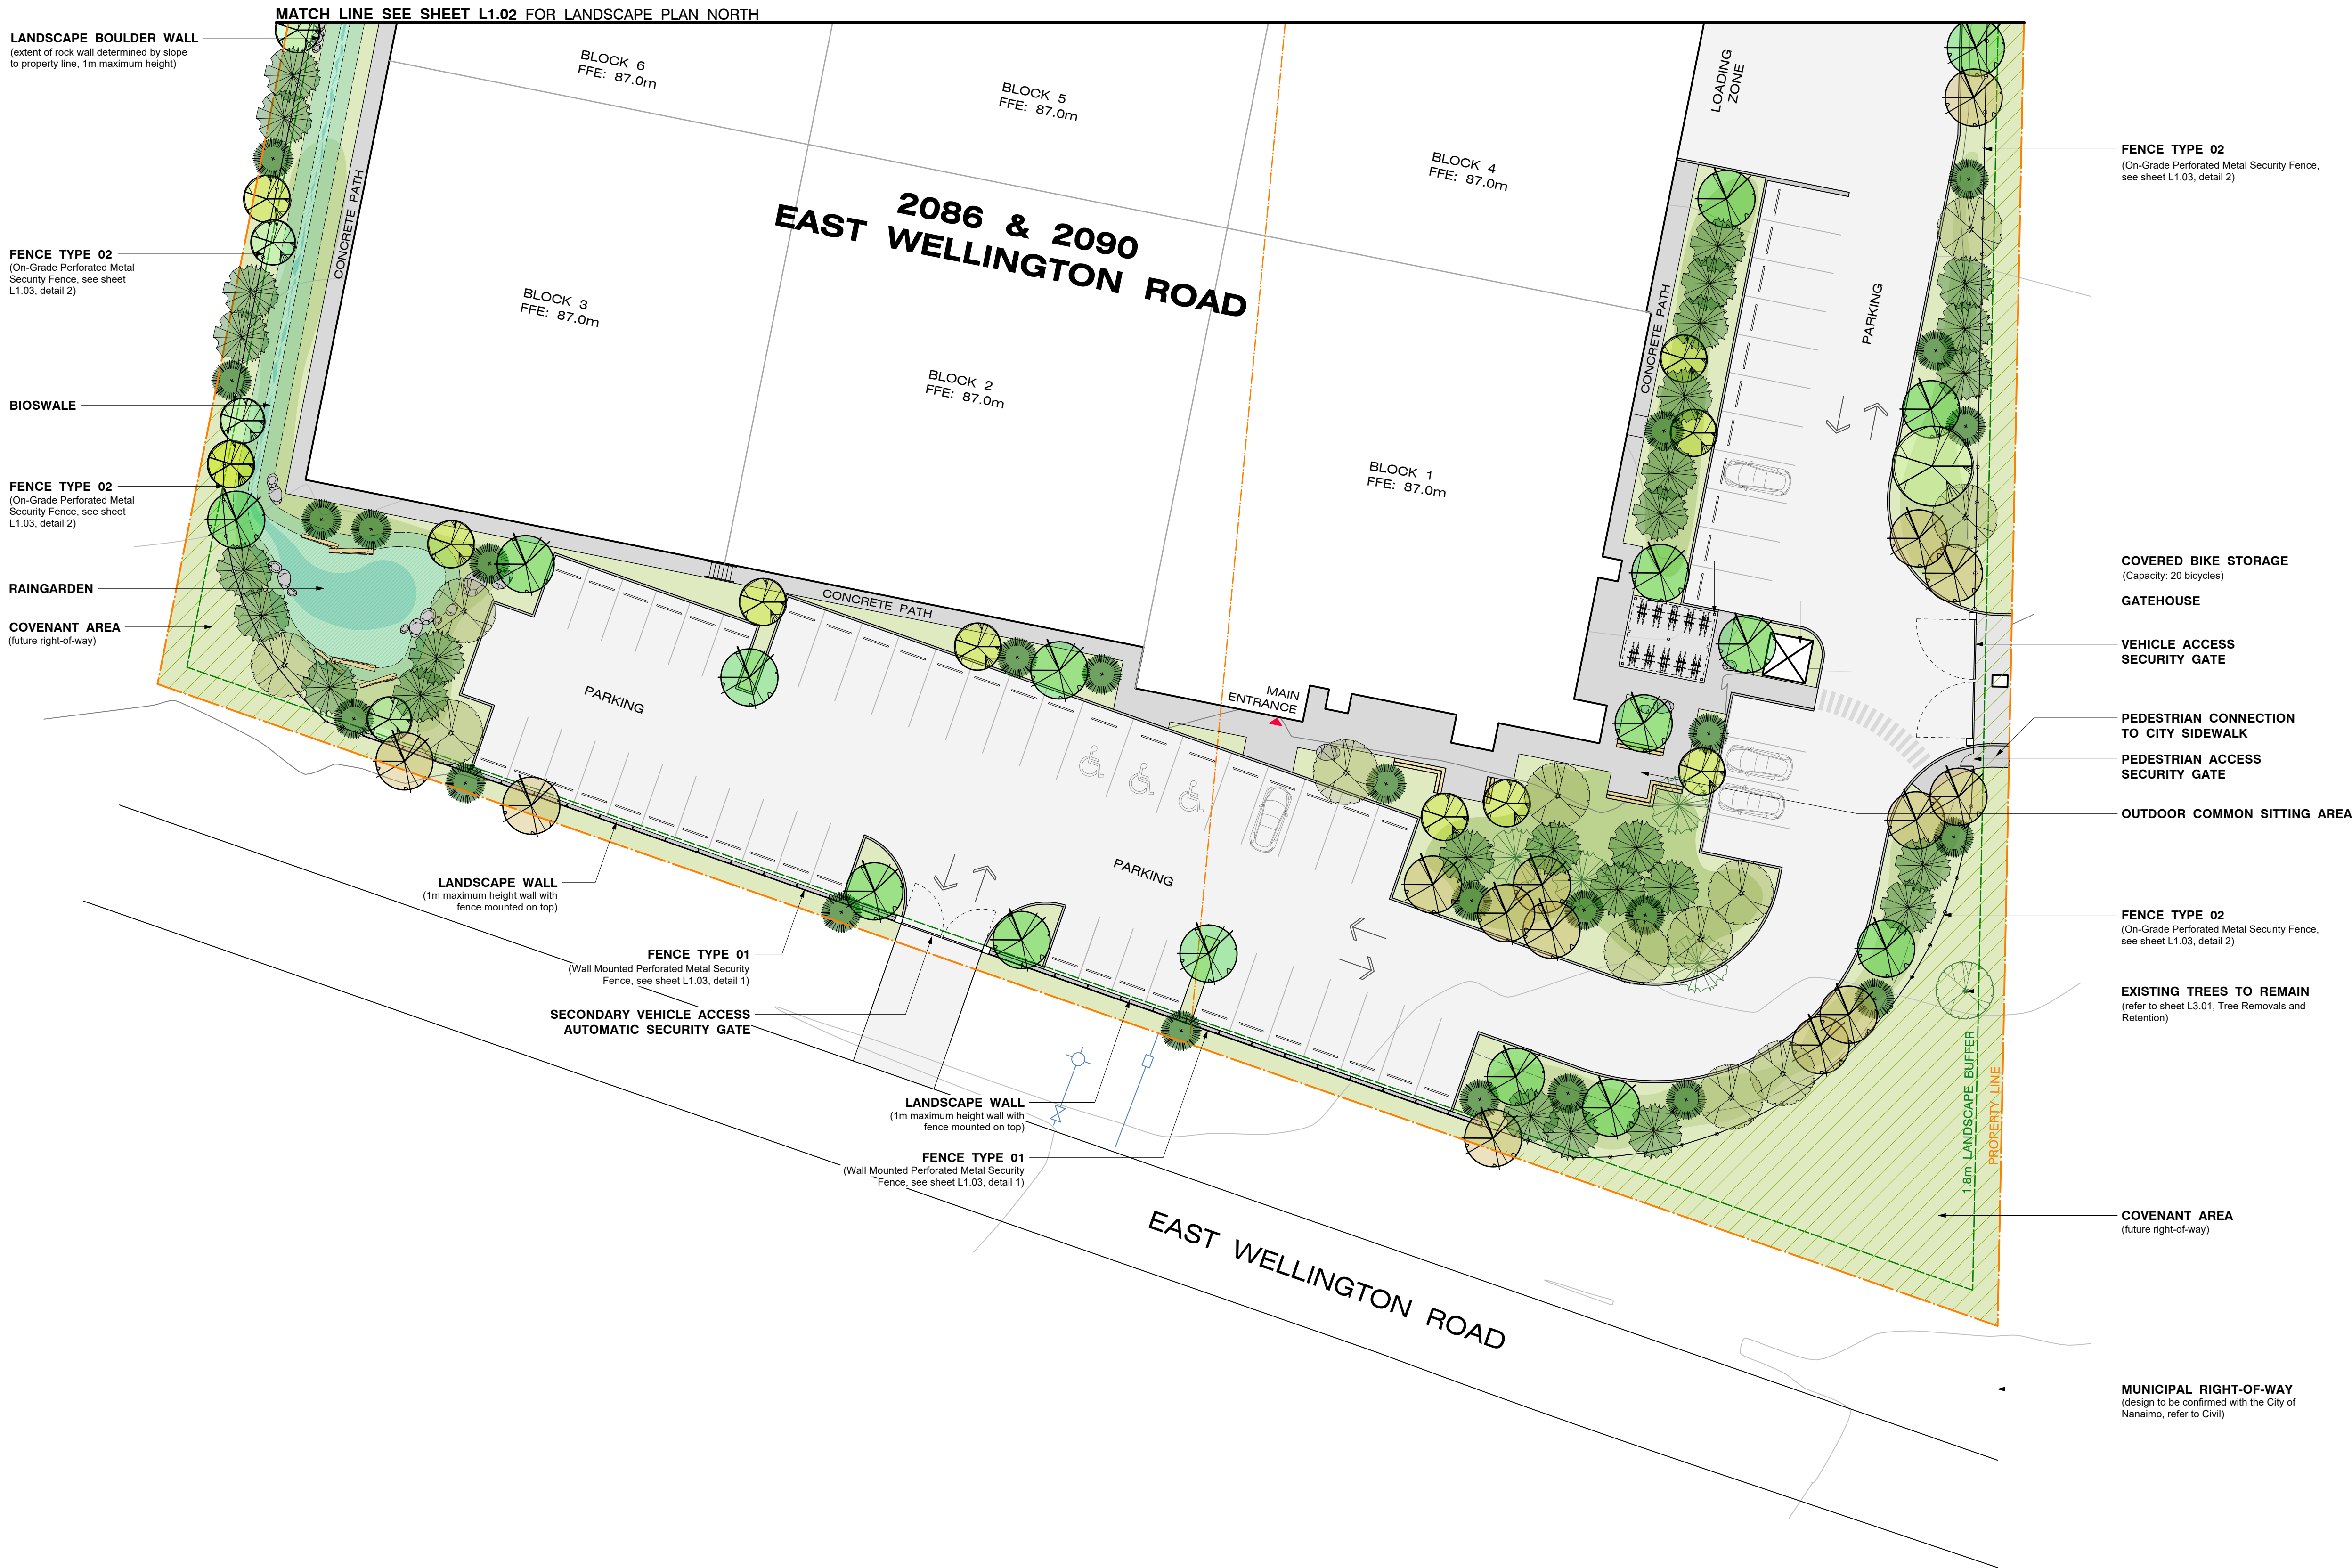 MATCH LINE SEE SHEET L1.02 FOR LANDSCAPE PLAN NORTH
LANDSCAPE BOULDER WALL
(extent of rock wall determined by slope
to property line, 1m maximum height)
FENCE TYPE 02
(On-Grade Perforated Metal
Security Fence, see sheet
L1.03, detail 2)
BIOSWALE
FENCE TYPE 02
(On-Grade Perforated Metal
Security Fence, see sheet
L1.03, detail 2)
RAINGARDEN
COVENANT AREA
(future right-of-way)
CONCRETE PATH
BLOCK 6
FFE: 87.0m
BLOCK 5
FFE: 87.0m
BLOCK 4
FFE: 87.0m
2086 & 2090
EAST WELLINGTON ROAD
BLOCK 3
FFE: 87.0m
BLOCK 2
FFE: 87.0m
BLOCK 1
FFE: 87.0m
LOADING
ZONE
CONCRETE PATH
PARKING
CONCRETE PATH
MAIN
ENTRANCE
PARKING
PARKING
LANDSCAPE WALL
(1m maximum height wall with
fence mounted on top)
FENCE TYPE 01
(Wall Mounted Perforated Metal Security
Fence, see sheet L1.03, detail 1)
SECONDARY VEHICLE ACCESS
AUTOMATIC SECURITY GATE
LANDSCAPE WALL
(1m maximum height wall with
fence mounted on top)
FENCE TYPE 01
(Wall Mounted Perforated Metal Security
Fence, see sheet L1.03, detail 1)
EAST WELLINGTON ROAD
FENCE TYPE 02
(On-Grade Perforated Metal Security Fence,
see sheet L1.03, detail 2)
COVERED BIKE STORAGE
(Capacity: 20 bicycles)
GATEHOUSE
VEHICLE ACCESS
SECURITY GATE
PEDESTRIAN CONNECTION
TO CITY SIDEWALK
PEDESTRIAN ACCESS
SECURITY GATE
OUTDOOR COMMON SITTING AREA
FENCE TYPE 02
(On-Grade Perforated Metal Security Fence,
see sheet L1.03, detail 2)
EXISTING TREES TO REMAIN
(refer to sheet L3.01, Tree Removals and
Retention)
1.8m LANDSCAPE BUFFER
PROPERTY LINE
COVENANT AREA
(future right-of-way)
MUNICIPAL RIGHT-OF-WAY
(design to be confirmed with the City of
Nanaimo, refer to Civil)